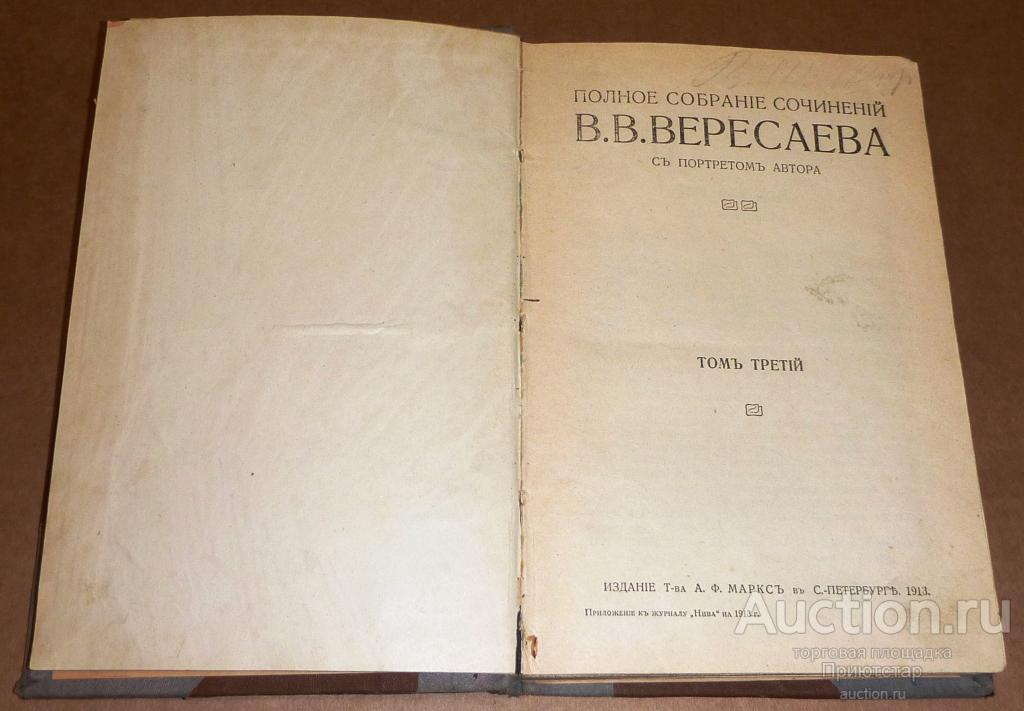 ПОЛНОЕ СОБРАНІЕ СОЧИНЕНІЙ
В.В.ВЕРЕСАЕВА
СЪ ПОРТРЕТОМЪ АВТОРА
ТОМЪ ТРЕТІЙ
ИЗДАНІЕ Т-ва А. Ф. МАРКСЪ въ С.-ПЕТЕРБУРГѢ. 1913.
Приложеніе къ журналу „Нива“ на 1913 г.
Auction.ru
торговая площадка
Приютстар
auction.ru